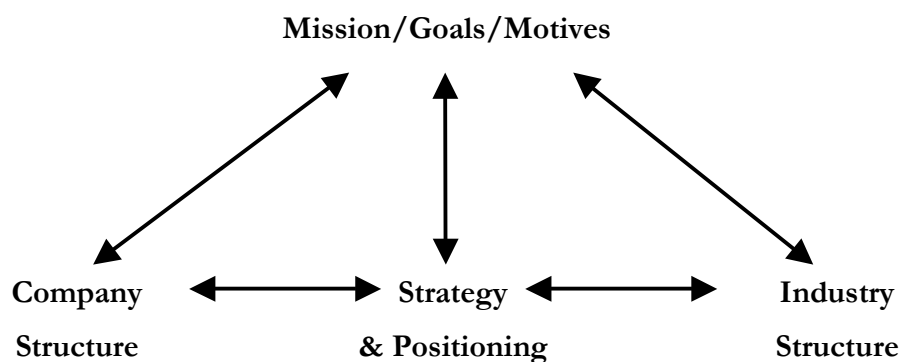 Mission/Goals/Motives
Company Strategy Industry
Structure & Positioning Structure